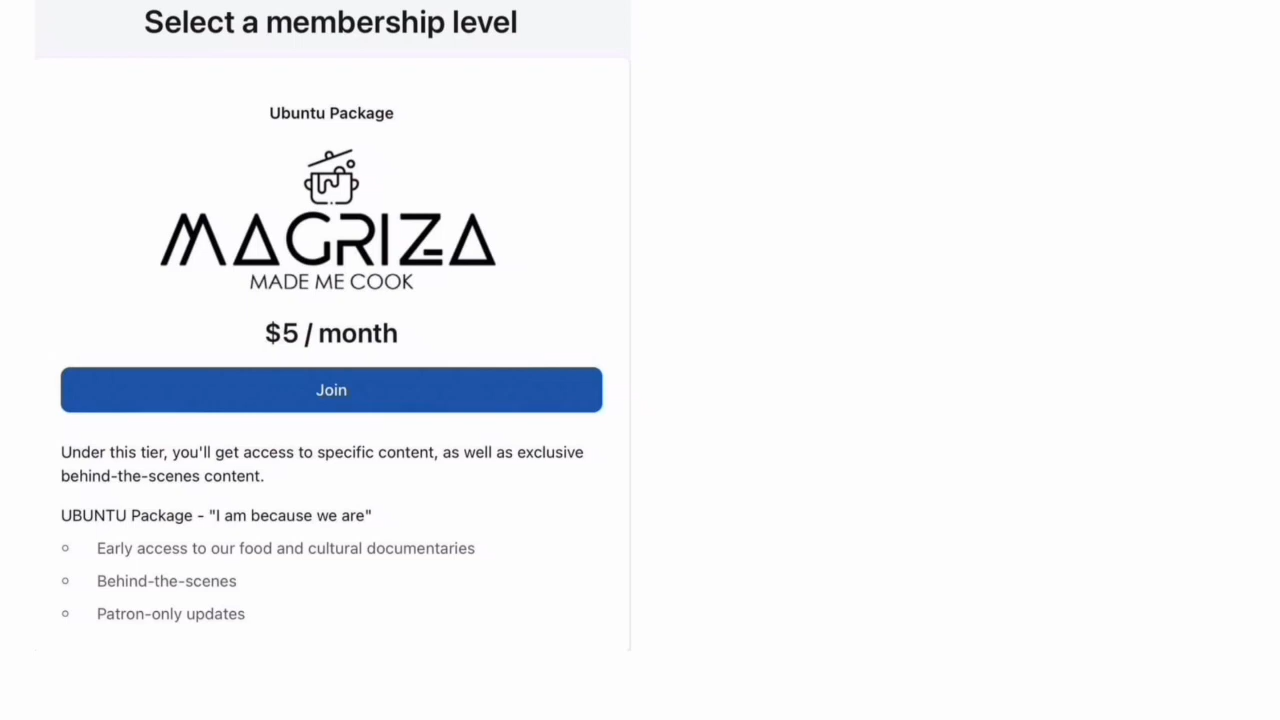 Select a membership level
Ubuntu Package
MAGRIZA
MADE ME COOK
$5 / month
Join
Under this tier, you'll get access to specific content, as well as exclusive
behind-the-scenes content.
UBUNTU Package - "I am because we are"
Early access to our food and cultural documentaries
Behind-the-scenes
Patron-only updates